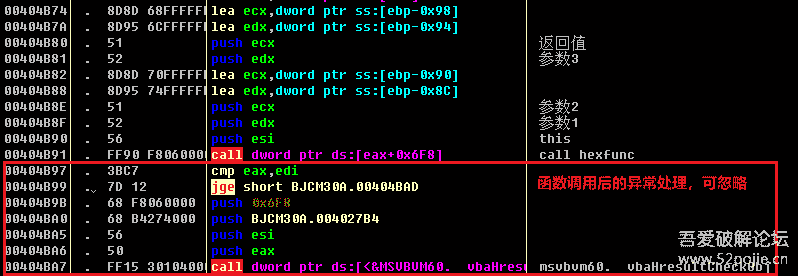 00404B74 . 8D8D 68FFFFFF lea ecx,dword ptr ss:[ebp-0x98]
00404B7A . 8D95 6CFFFFFF lea edx,dword ptr ss:[ebp-0x94]
00404B80 . 51 push ecx 返回值
00404B81 . 52 push edx 参数3
00404B82 . 8D8D 70FFFFFF lea ecx,dword ptr ss:[ebp-0x90]
00404B88 . 8D95 74FFFFFF lea edx,dword ptr ss:[ebp-0x8C]
00404B8E . 51 push ecx 参数2
00404B8F . 52 push edx 参数1
00404B90 . 56 push esi this
00404B91 . FF90 F8060000 call dword ptr ds:[eax+0x6F8] call hexfunc
00404B97 . 3BC7 cmp eax,edi
00404B99 .⌄ 7D 12 jge short BJCM30A.00404BAD 函数调用后的异常处理，可忽略
00404B9B . 68 F8060000 push 0x6F8
00404BA0 . 68 B4274000 push BJCM30A.004027B4
00404BA5 . 56 push esi
00404BA6 . 50 push eax
00404BA7 . FF15 30104000 call dword ptr ds:[<&MSVBVM60.__vbaHresu msvbvm60.__vbaHresultCheckObj
吾爱破解论坛
www.52pojie.cn